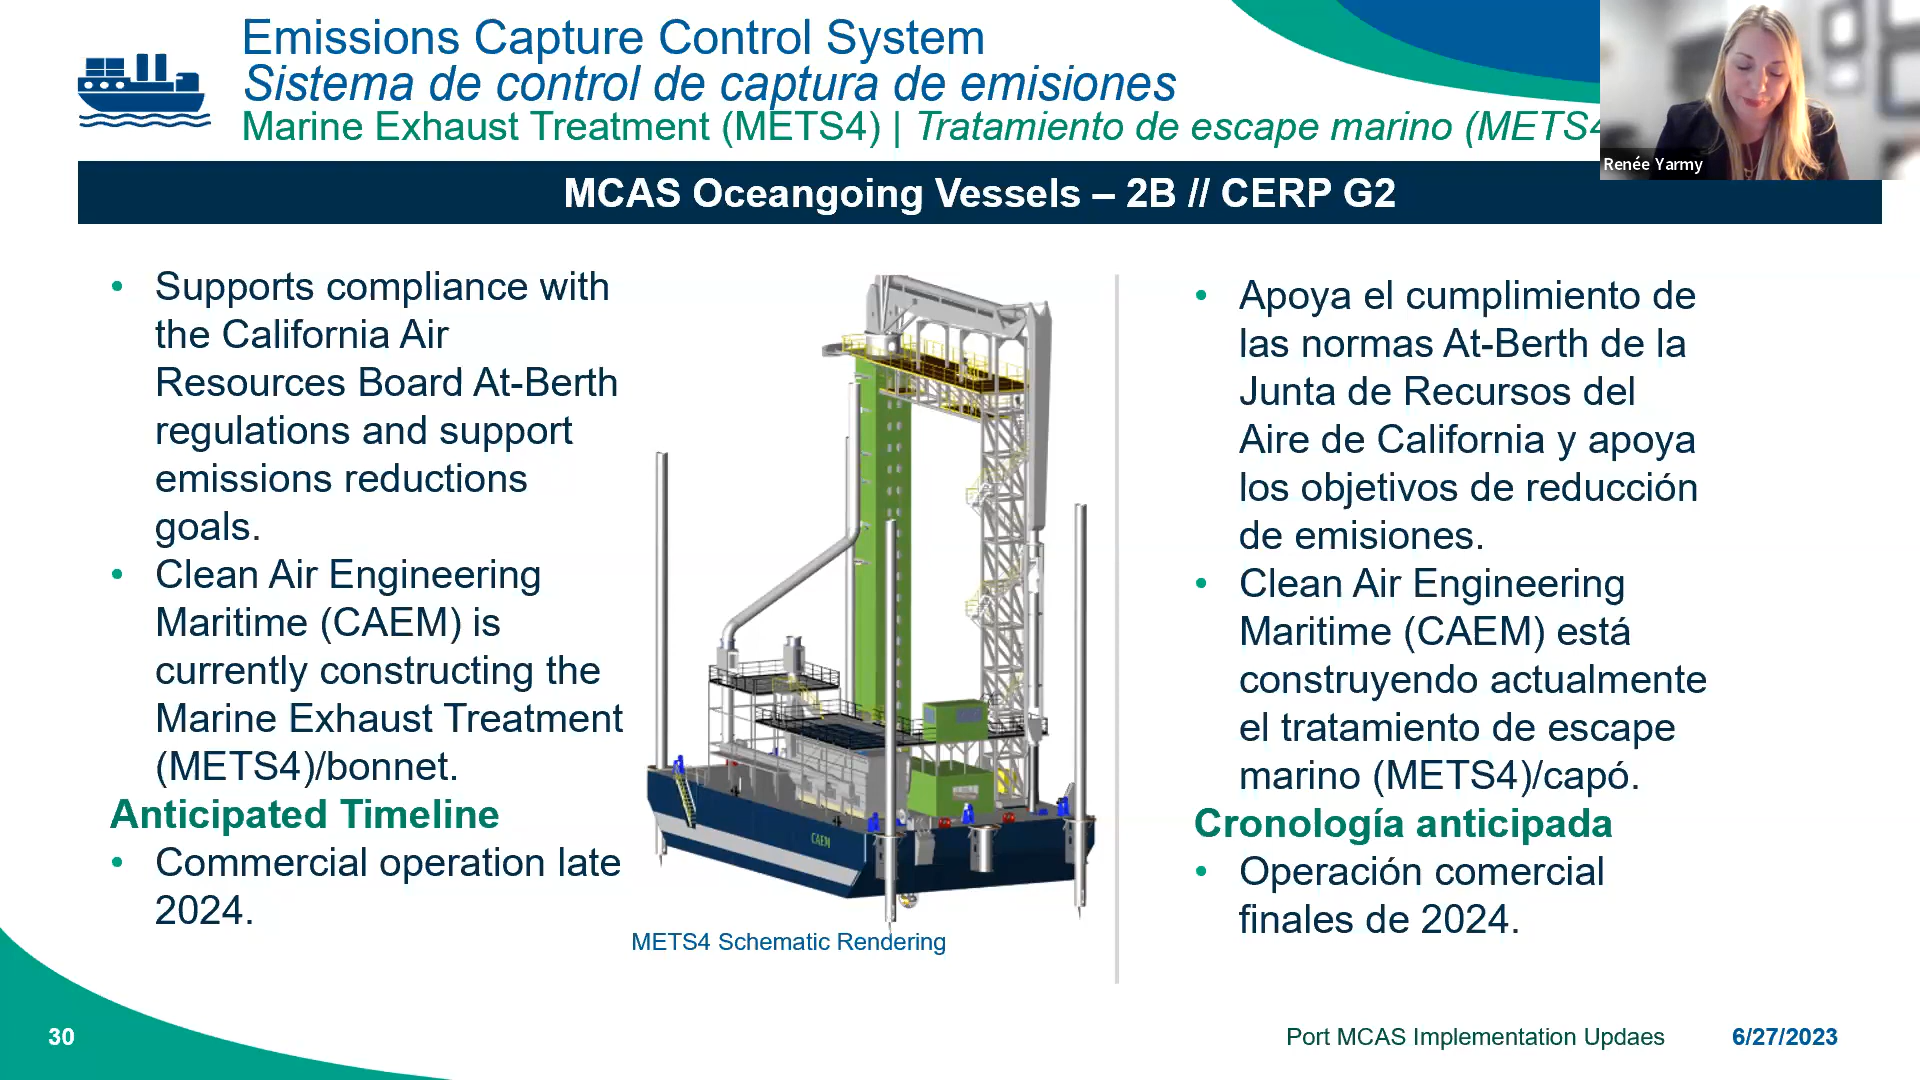 Emissions Capture Control System
Sistema de control de captura de emisiones
Marine Exhaust Treatment (METS4) | Tratamiento de escape marino (METS4
Renée Yarmy
MCAS Oceangoing Vessels – 2B // CERP G2
• Supports compliance with
the California Air
Resources Board At-Berth
regulations and support
emissions reductions
goals.
• Clean Air Engineering
Maritime (CAEM) is
currently constructing the
Marine Exhaust Treatment
(METS4)/bonnet.
Anticipated Timeline
• Commercial operation late
2024.
CAEM
METS4 Schematic Rendering
• Apoya el cumplimiento de
las normas At-Berth de la
Junta de Recursos del
Aire de California y apoya
los objetivos de reducción
de emisiones.
• Clean Air Engineering
Maritime (CAEM) está
construyendo actualmente
el tratamiento de escape
marino (METS4)/capó.
Cronología anticipada
• Operación comercial
finales de 2024.
30
Port MCAS Implementation Updaes
6/27/2023